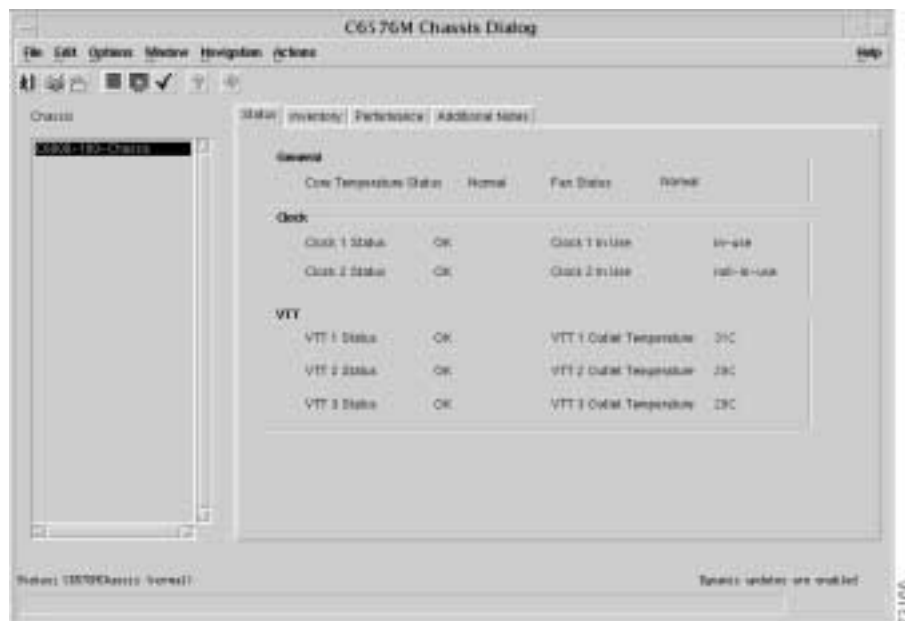 C6576M Chassis Dialog
File Edit Options Window Navigation Actions Help
Chassis
Status Inventory Performance Additional Notes
General
Core Temperature Status Normal Fan Status Normal
Clock
Clock 1 Status OK Clock 1 In Use in-use
Clock 2 Status OK Clock 2 In Use not-in-use
VTT
VTT 1 Status OK VTT 1 Outlet Temperature
VTT 2 Status OK VTT 2 Outlet Temperature
VTT 3 Status OK VTT 3 Outlet Temperature
Dynamic updates are enabled